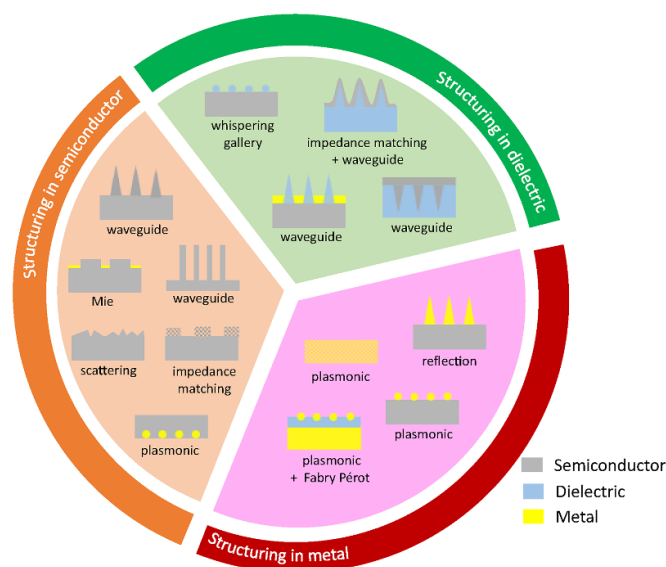 Structuring in semiconductor
Structuring in dielectric
whispering
gallery
impedance matching
+ waveguide
waveguide
waveguide
waveguide
Mie
waveguide
scattering
impedance
matching
plasmonic
reflection
plasmonic
plasmonic
plasmonic
+ Fabry Pérot
Structuring in metal
Semiconductor
Dielectric
Metal